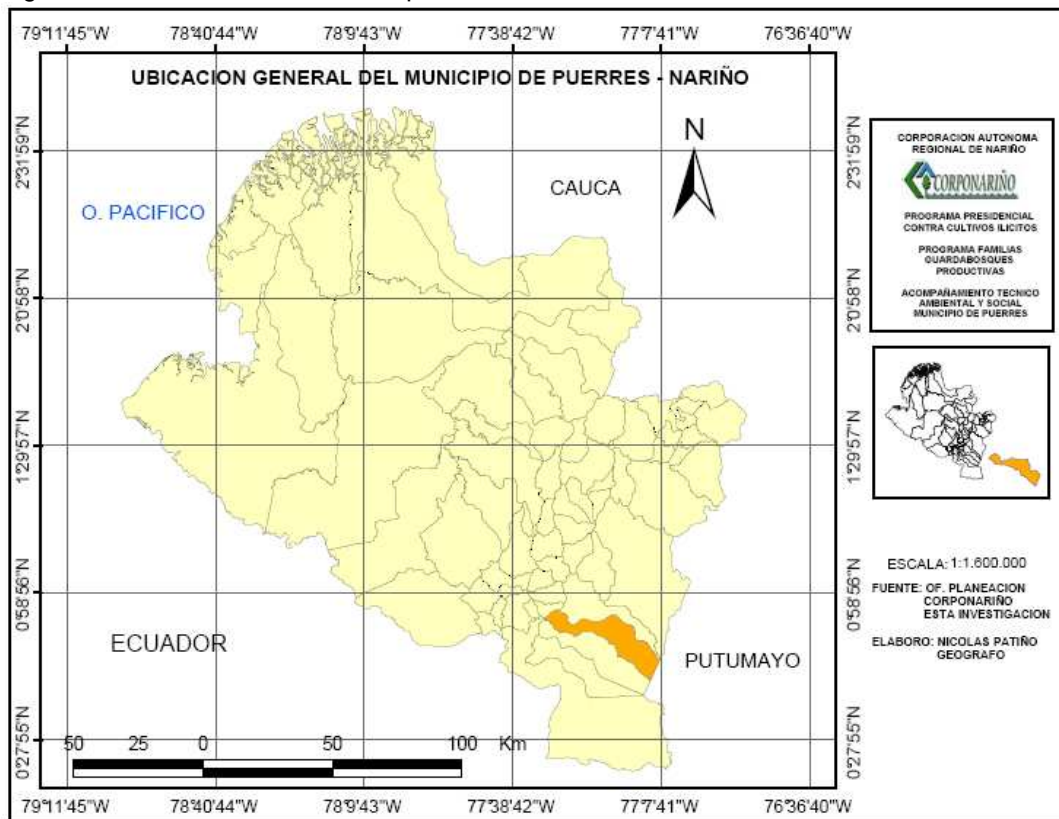 79°11'45"W 78°40'44"W 78°9'43"W 77°38'42"W 77°7'41"W 76°36'40"W
UBICACION GENERAL DEL MUNICIPIO DE PUERRES - NARIÑO
2°31'59"N
2°0'58"N
1°29'57"N
0°58'56"N
0°27'55"N
N
CAUCA
O. PACIFICO
ECUADOR
PUTUMAYO
50 25 0 50 100 Km
2°31'59"N
2°0'58"N
1°29'57"N
0°58'56"N
0°27'55"N
79°11'45"W 78°40'44"W 78°9'43"W 77°38'42"W 77°7'41"W 76°36'40"W
CORPORACION AUTONOMA
REGIONAL DE NARIÑO
CORPONARIÑO
PROGRAMA PRESIDENCIAL
CONTRA CULTIVOS ILICITOS
PROGRAMA FAMILIAS
GUARDABOSQUES
PRODUCTIVAS
ACOMPAÑAMIENTO TECNICO
AMBIENTAL Y SOCIAL
MUNICIPIO DE PUERRES
ESCALA: 1:1.600.000
FUENTE: OF. PLANEACION
CORPONARIÑO
ESTA INVESTIGACION
ELABORO: NICOLAS PATIÑO
GEOGRAFO